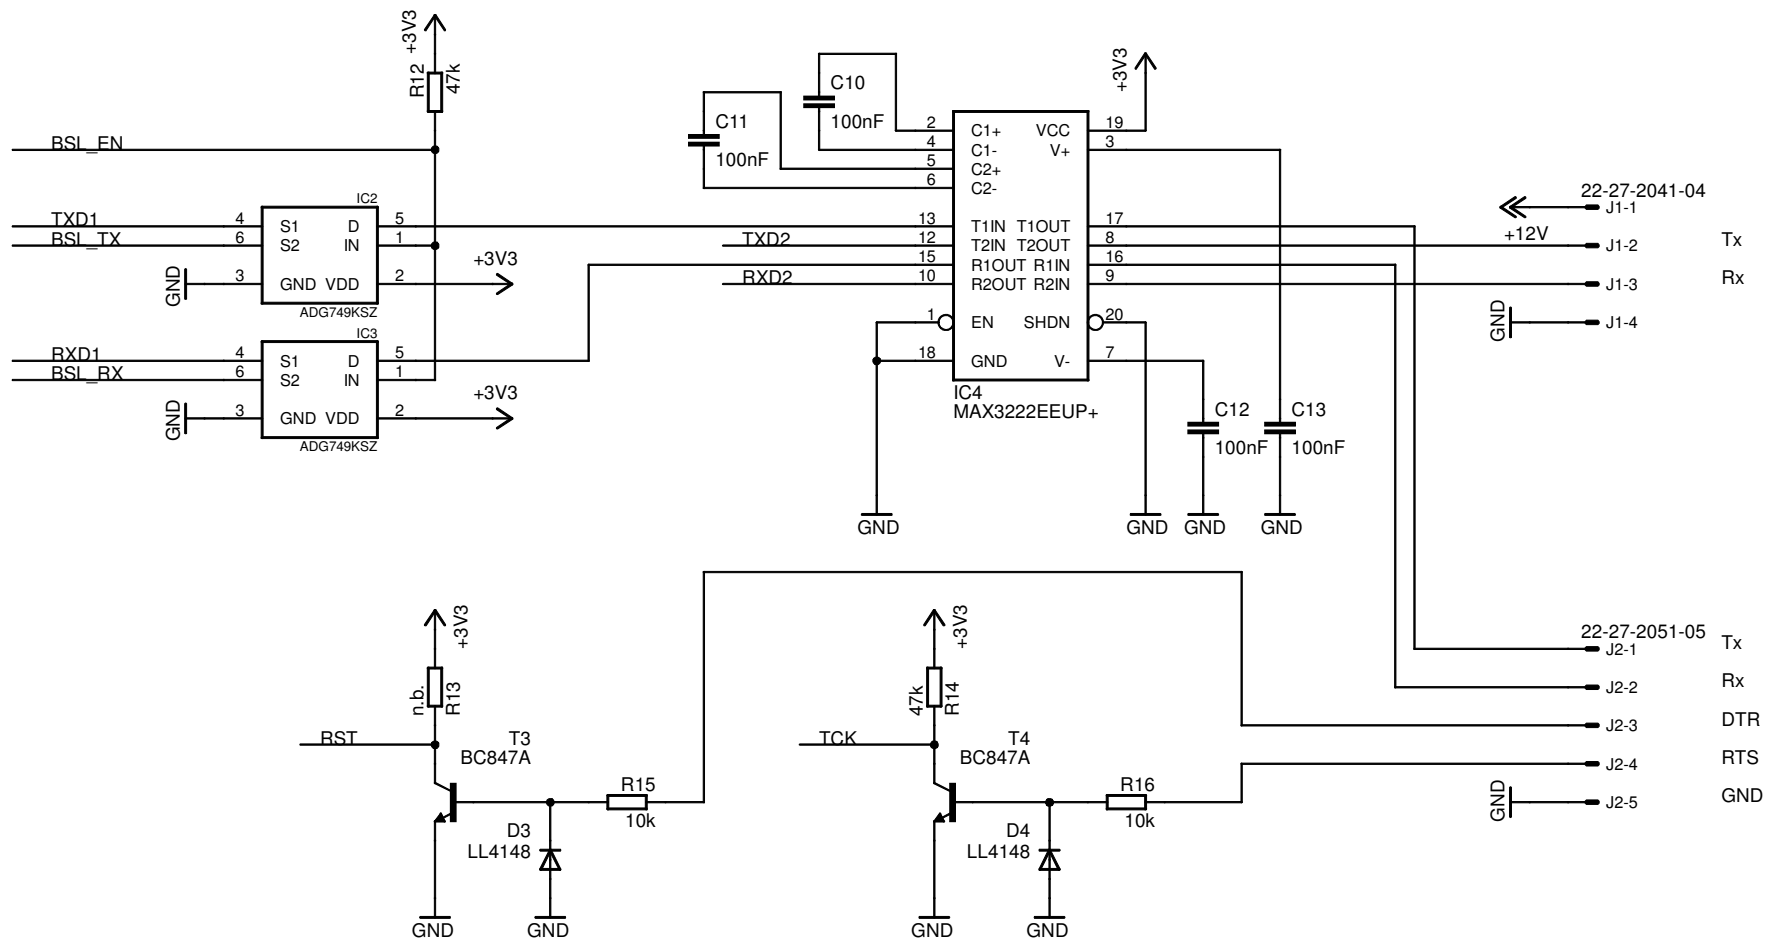 +3V3
R12
47k
BSL_EN
TXD1
BSL_TX
4
6
3
GND
IC2
S1
S2
D
IN
GND VDD
5
1
2
ADG749KSZ
+3V3
RXD1
BSL_RX
4
6
3
GND
IC3
S1
S2
D
IN
GND VDD
5
1
2
ADG749KSZ
+3V3
C10
100nF
C11
100nF
+3V3
2 C1+ VCC 19
4 C1- V+ 3
5 C2+
6 C2-
13 T1IN T1OUT 17
TXD2 12 T2IN T2OUT 8
15 R1OUT R1IN 16
RXD2 10 R2OUT R2IN 9
1 EN SHDN 20
18 GND V- 7
IC4
MAX3222EEUP+
C12
100nF
C13
100nF
GND
GND
GND
GND
22-27-2041-04
J1-1
+12V
J1-2 Tx
J1-3 Rx
GND
J1-4
+3V3
n.b.
R13
RST
T3
BC847A
R15
10k
D3
LL4148
GND
GND
+3V3
47k
R14
TCK
T4
BC847A
R16
10k
D4
LL4148
GND
GND
22-27-2051-05
J2-1 Tx
J2-2 Rx
J2-3 DTR
J2-4 RTS
GND
J2-5 GND